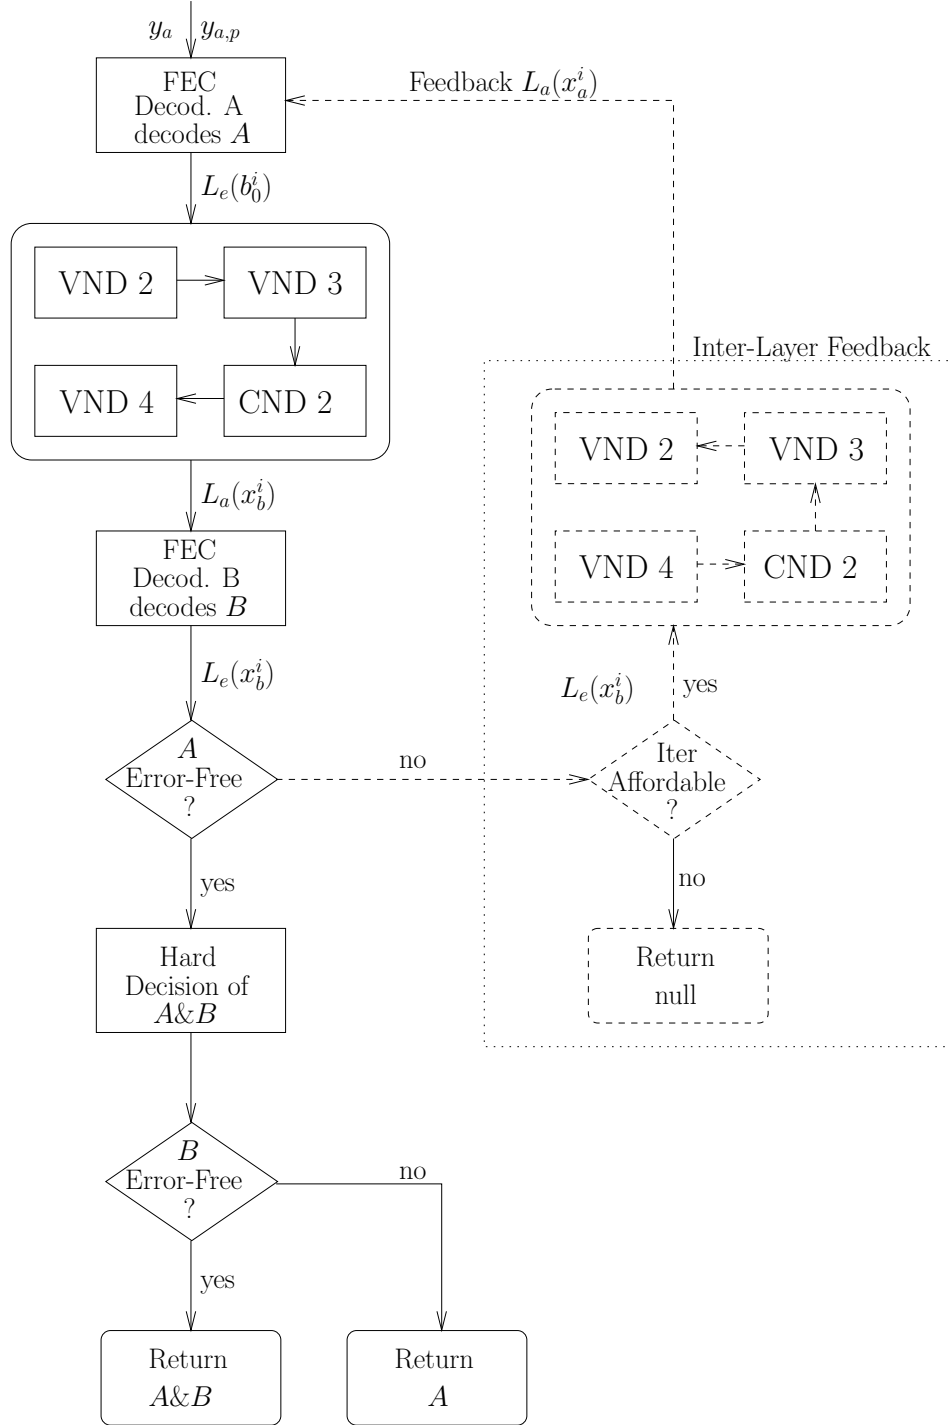 y_a y_{a,p}
FEC
Decod. A
decodes A
Feedback L_a(x_a^i)
L_e(b_0^i)
VND 2
VND 3
VND 4
CND 2
L_a(x_b^i)
FEC
Decod. B
decodes B
L_e(x_b^i)
A
Error-Free
?
no
yes
Inter-Layer Feedback
VND 2
VND 3
VND 4
CND 2
L_e(x_b^i)
yes
Iter
Affordable
?
no
Return
null
Hard
Decision of
A&B
B
Error-Free
?
no
yes
Return
A&B
Return
A